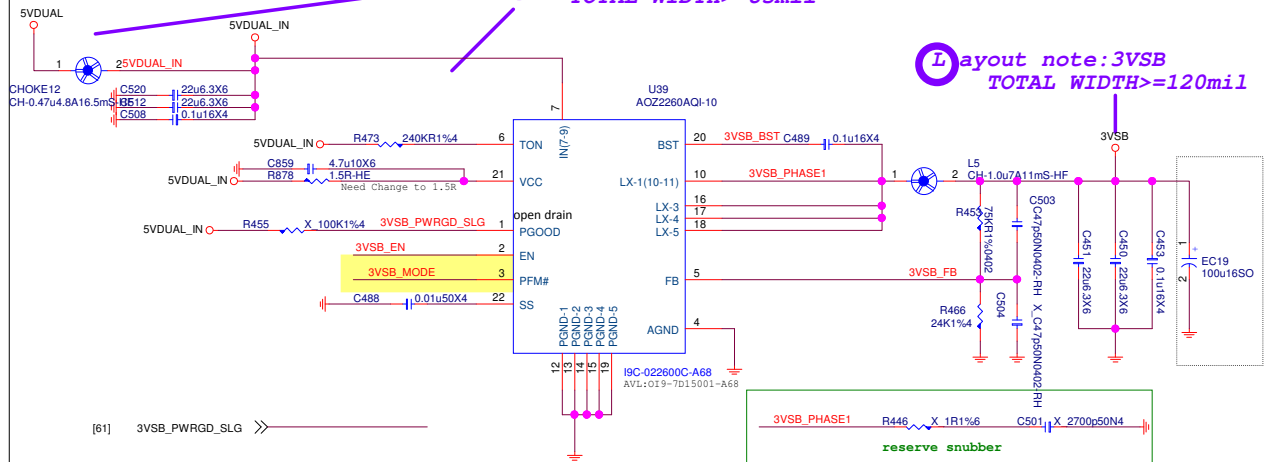 5VDUAL
TOTAL WIDTH>
mil
5VDUAL_IN
1
2
5VDUAL_IN
CHOKE12
CH-0.47u4.8A16.5mS-HF
C520
22u6.3X6
C512
22u6.3X6
C508
0.1u16X4
Layout note:3VSB
TOTAL WIDTH>=120mil
3VSB
U39
AOZ2260AQI-10
7
IN(7-9)
5VDUAL_IN
R473
240KR1%4
6
TON
BST
20
3VSB_BST
C489
0.1u16X4
C859
4.7u10X6
5VDUAL_IN
R878
1.5R-HE
Need Change to 1.5R
21
VCC
LX-1(10-11)
10
3VSB_PHASE1
1
2
L5
CH-1.0u7A11mS-HF
LX-3
16
LX-4
17
LX-5
18
open drain
5VDUAL_IN
R455
X_100K1%4
3VSB_PWRGD_SLG
1
PGOOD
3VSB_EN
2
EN
3VSB_MODE
3
PFM#
FB
5
3VSB_FB
C488
0.01u50X4
22
SS
AGND
4
PGND-1
PGND-2
PGND-3
PGND-4
PGND-5
12
13
14
15
19
I9C-022600C-A68
AVL:OI9-7D15001-A68
R453
75KR1%0402
C503
C47p50N0402-RH
R466
24K1%4
C504
X_C47p50N0402-RH
C451
22u6.3X6
C450
22u6.3X6
C453
0.1u16X4
1
+
2
EC19
100u16SO
[61]
3VSB_PWRGD_SLG
3VSB_PHASE1
R446
X_1R1%6
C501
X_2700p50N4
reserve snubber